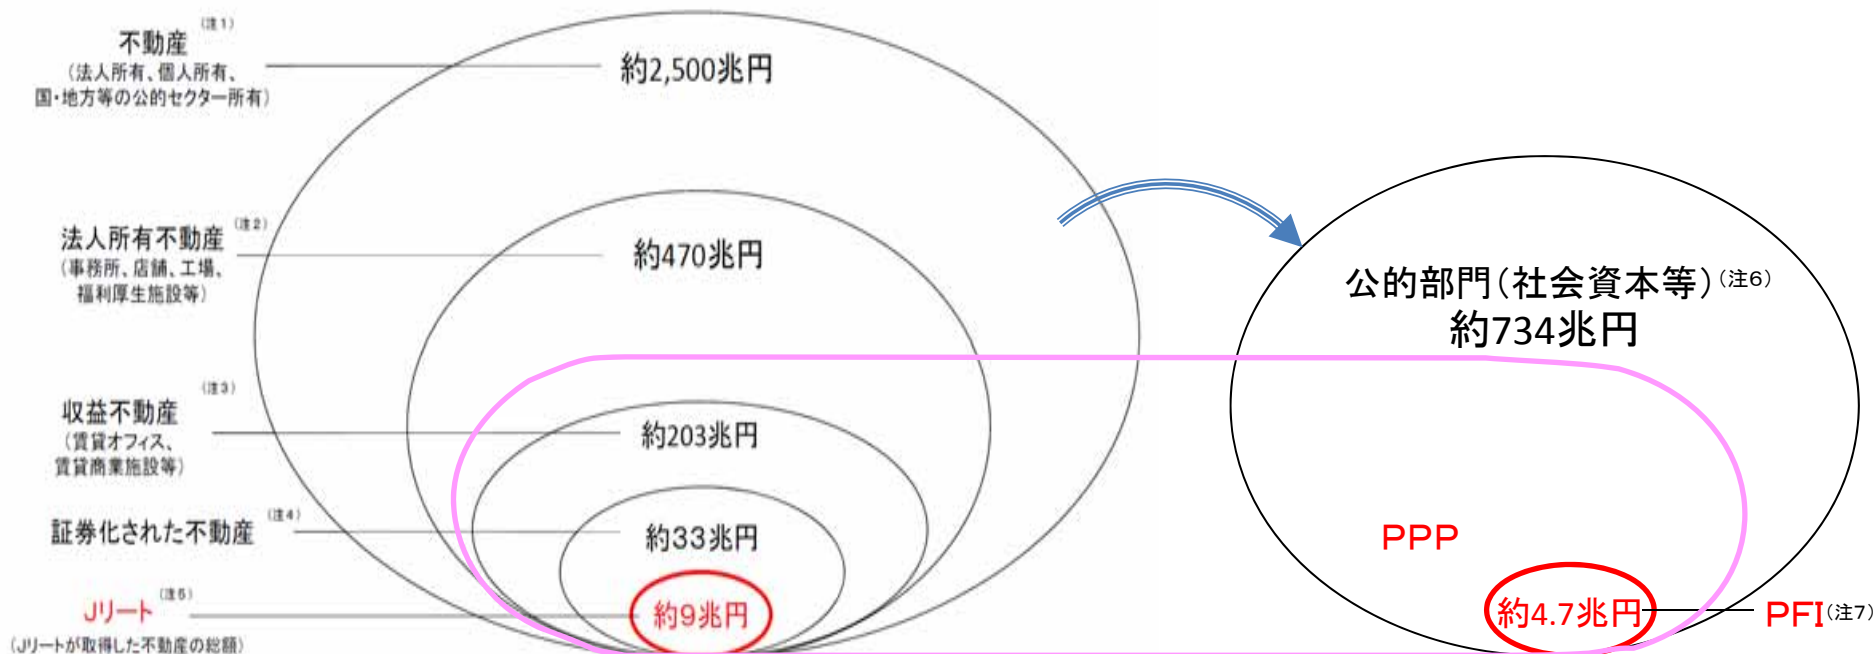 不動産 (注1)
(法人所有、個人所有、
国・地方等の公的セクター所有)
約2,500兆円
法人所有不動産 (注2)
(事務所、店舗、工場、
福利厚生施設等)
約470兆円
収益不動産 (注3)
(賃貸オフィス、
賃貸商業施設等)
約203兆円
証券化された不動産 (注4)
約33兆円
Jリート (注5)
(Jリートが取得した不動産の総額)
約9兆円
公的部門(社会資本等)(注6)
約734兆円
PPP
約4.7兆円
PFI(注7)